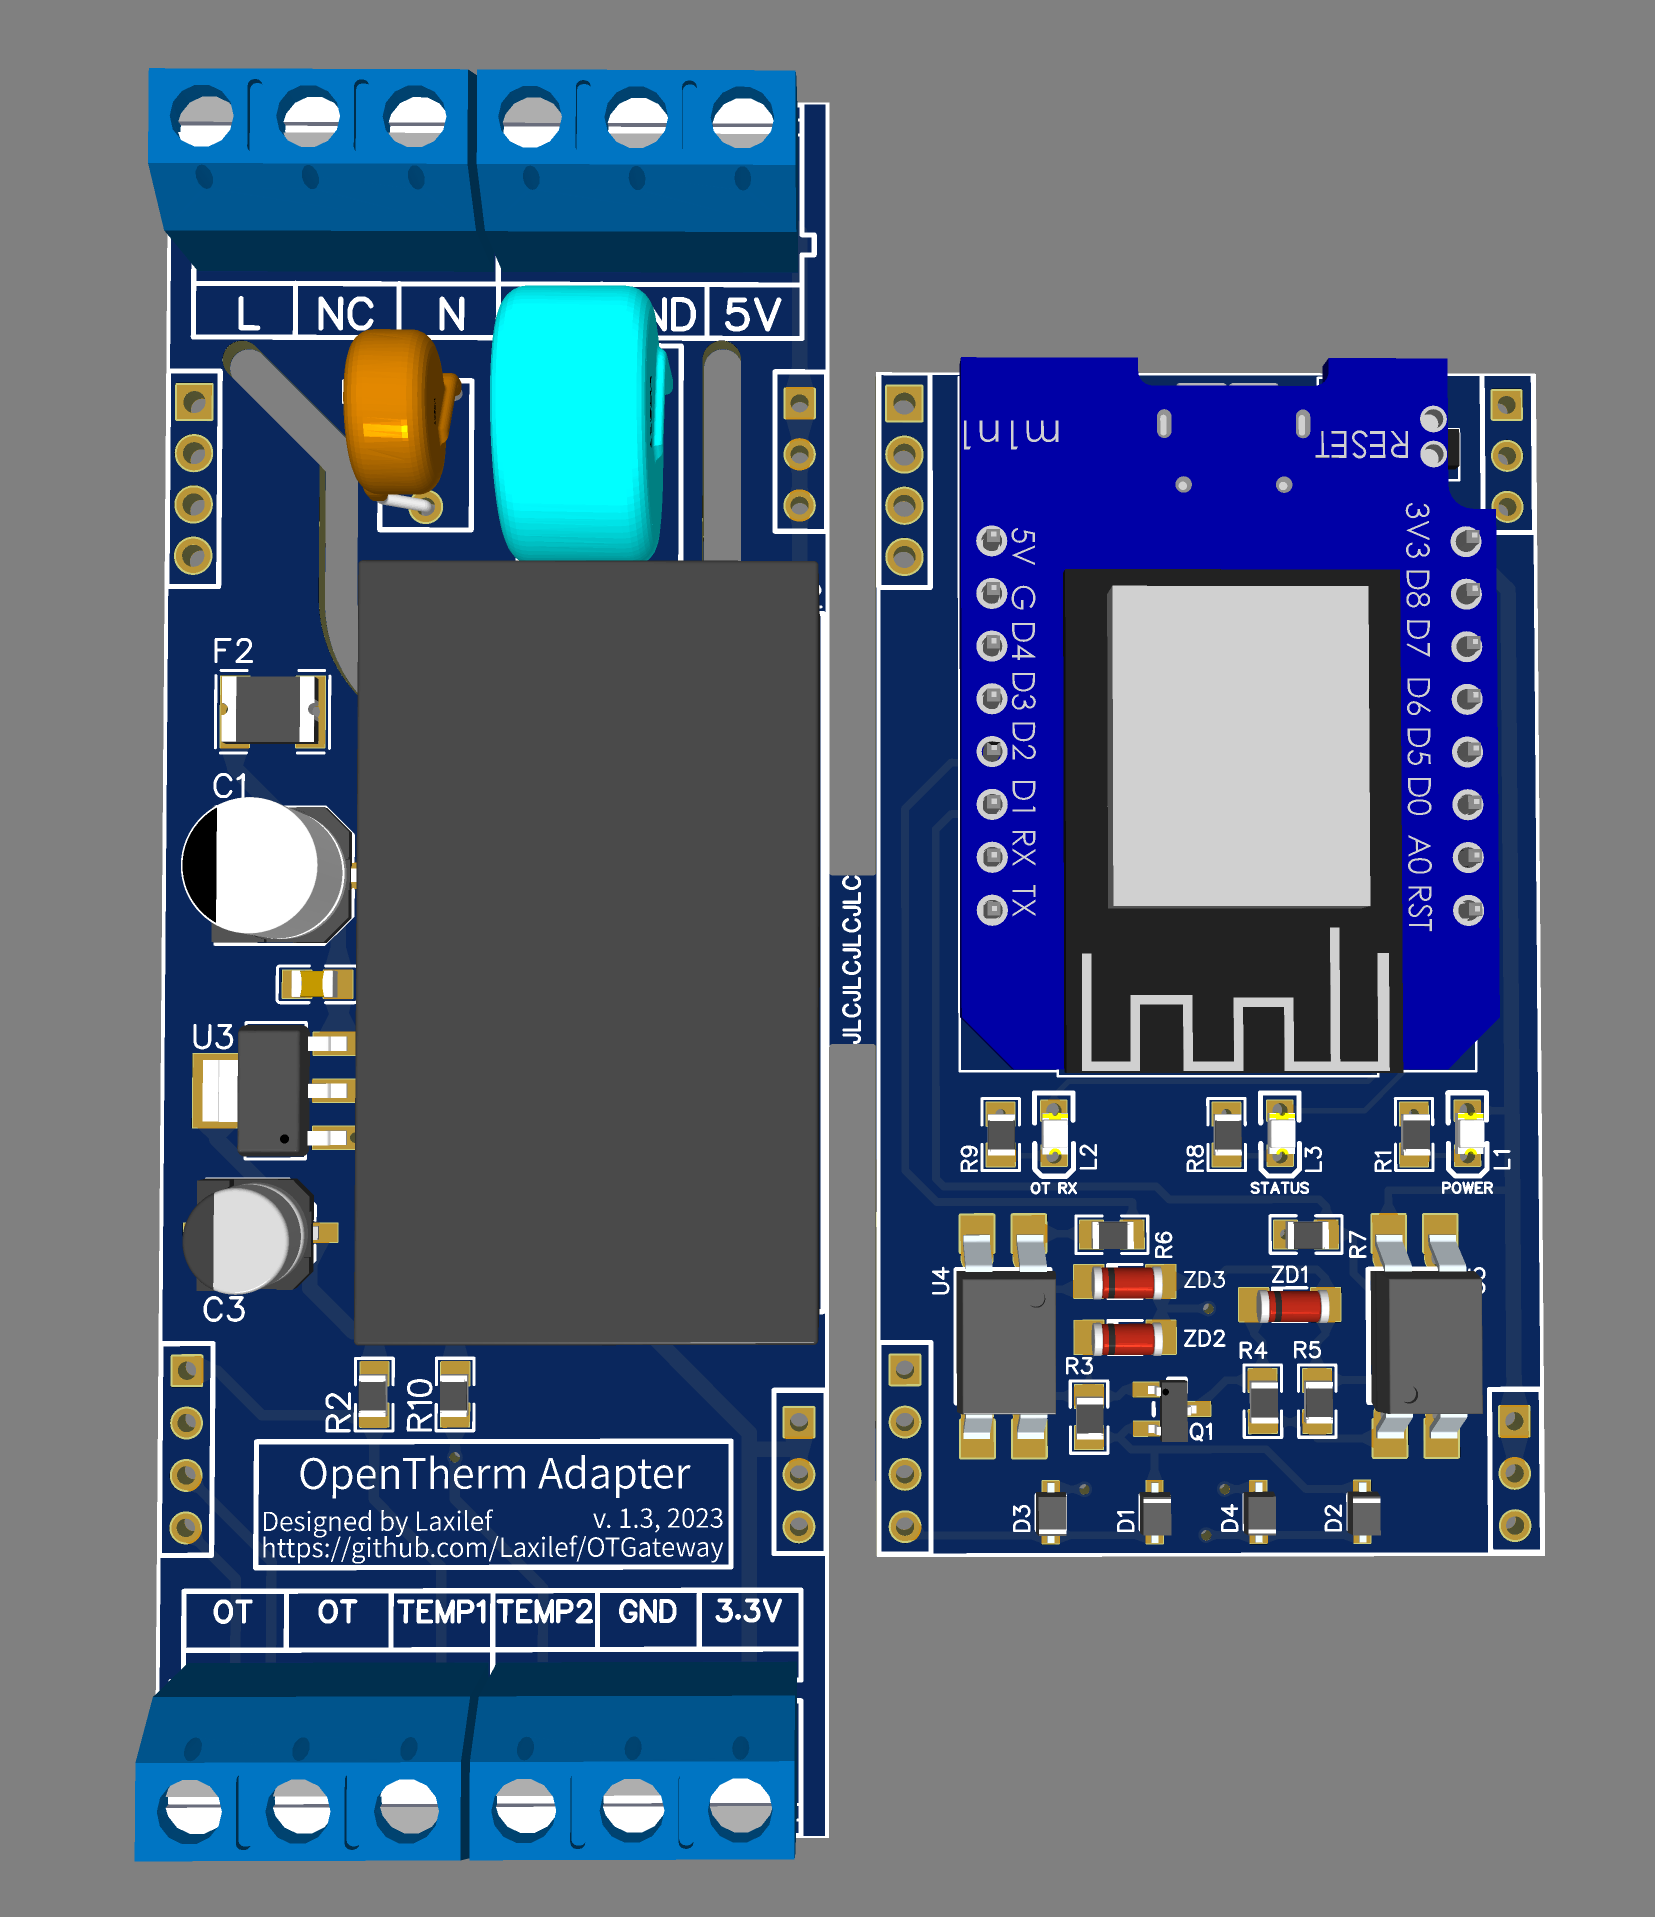 L NC N ND 5V
F2
C1
U3
C3
R2 R10
OpenTherm Adapter
Designed by Laxilef v. 1.3, 2023
https://github.com/Laxilef/OTGateway
OT OT TEMP1 TEMP2 GND 3.3V
JLCJLCJLCJLC
RESET
5V
G
D4
D3
D2
D1
RX
TX
3V3
D8
D7
D6
D5
D0
A0
RST
R9 L2 R8 L3 R1 L1
OT RX STATUS POWER
R6 R7
U4 ZD3 ZD1
ZD2
R3 R4 R5
Q1
D3 D1 D4 D2